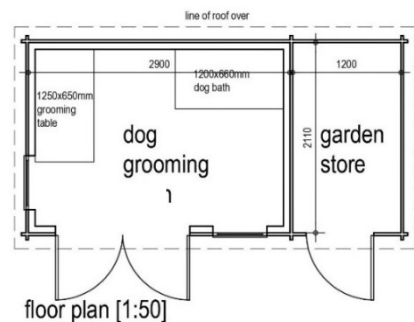 line of roof over
2900
1200
1250x650mm
grooming
table
1200x660mm
dog bath
2110
dog
grooming
garden
store
floor plan [1:50]